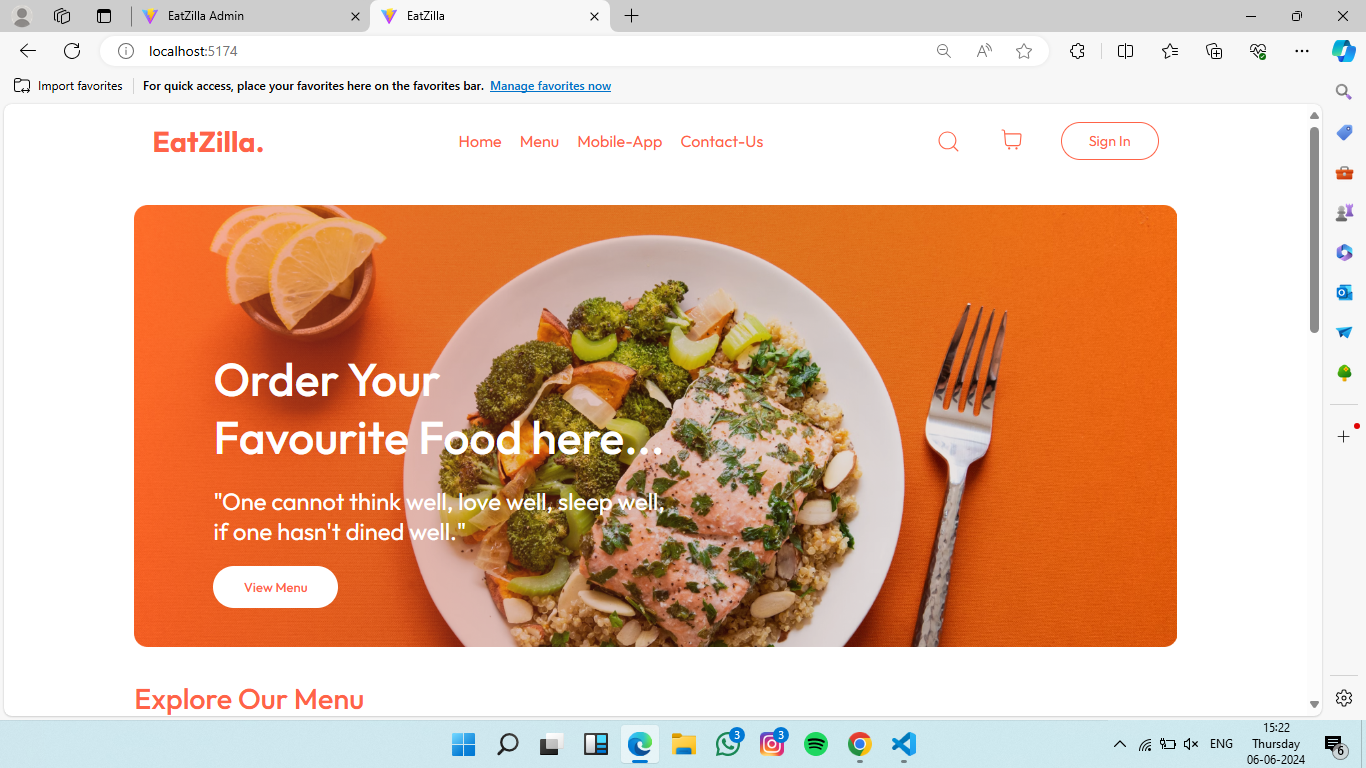 EatZilla Admin
EatZilla
localhost:5174
Import favorites
For quick access, place your favorites here on the favorites bar. Manage favorites now
EatZilla.
Home Menu Mobile-App Contact-Us
Sign In
Order Your
Favourite Food here...
"One cannot think well, love well, sleep well,
if one hasn't dined well."
View Menu
Explore Our Menu
3
3
ENG
15:22
Thursday
06-06-2024
6